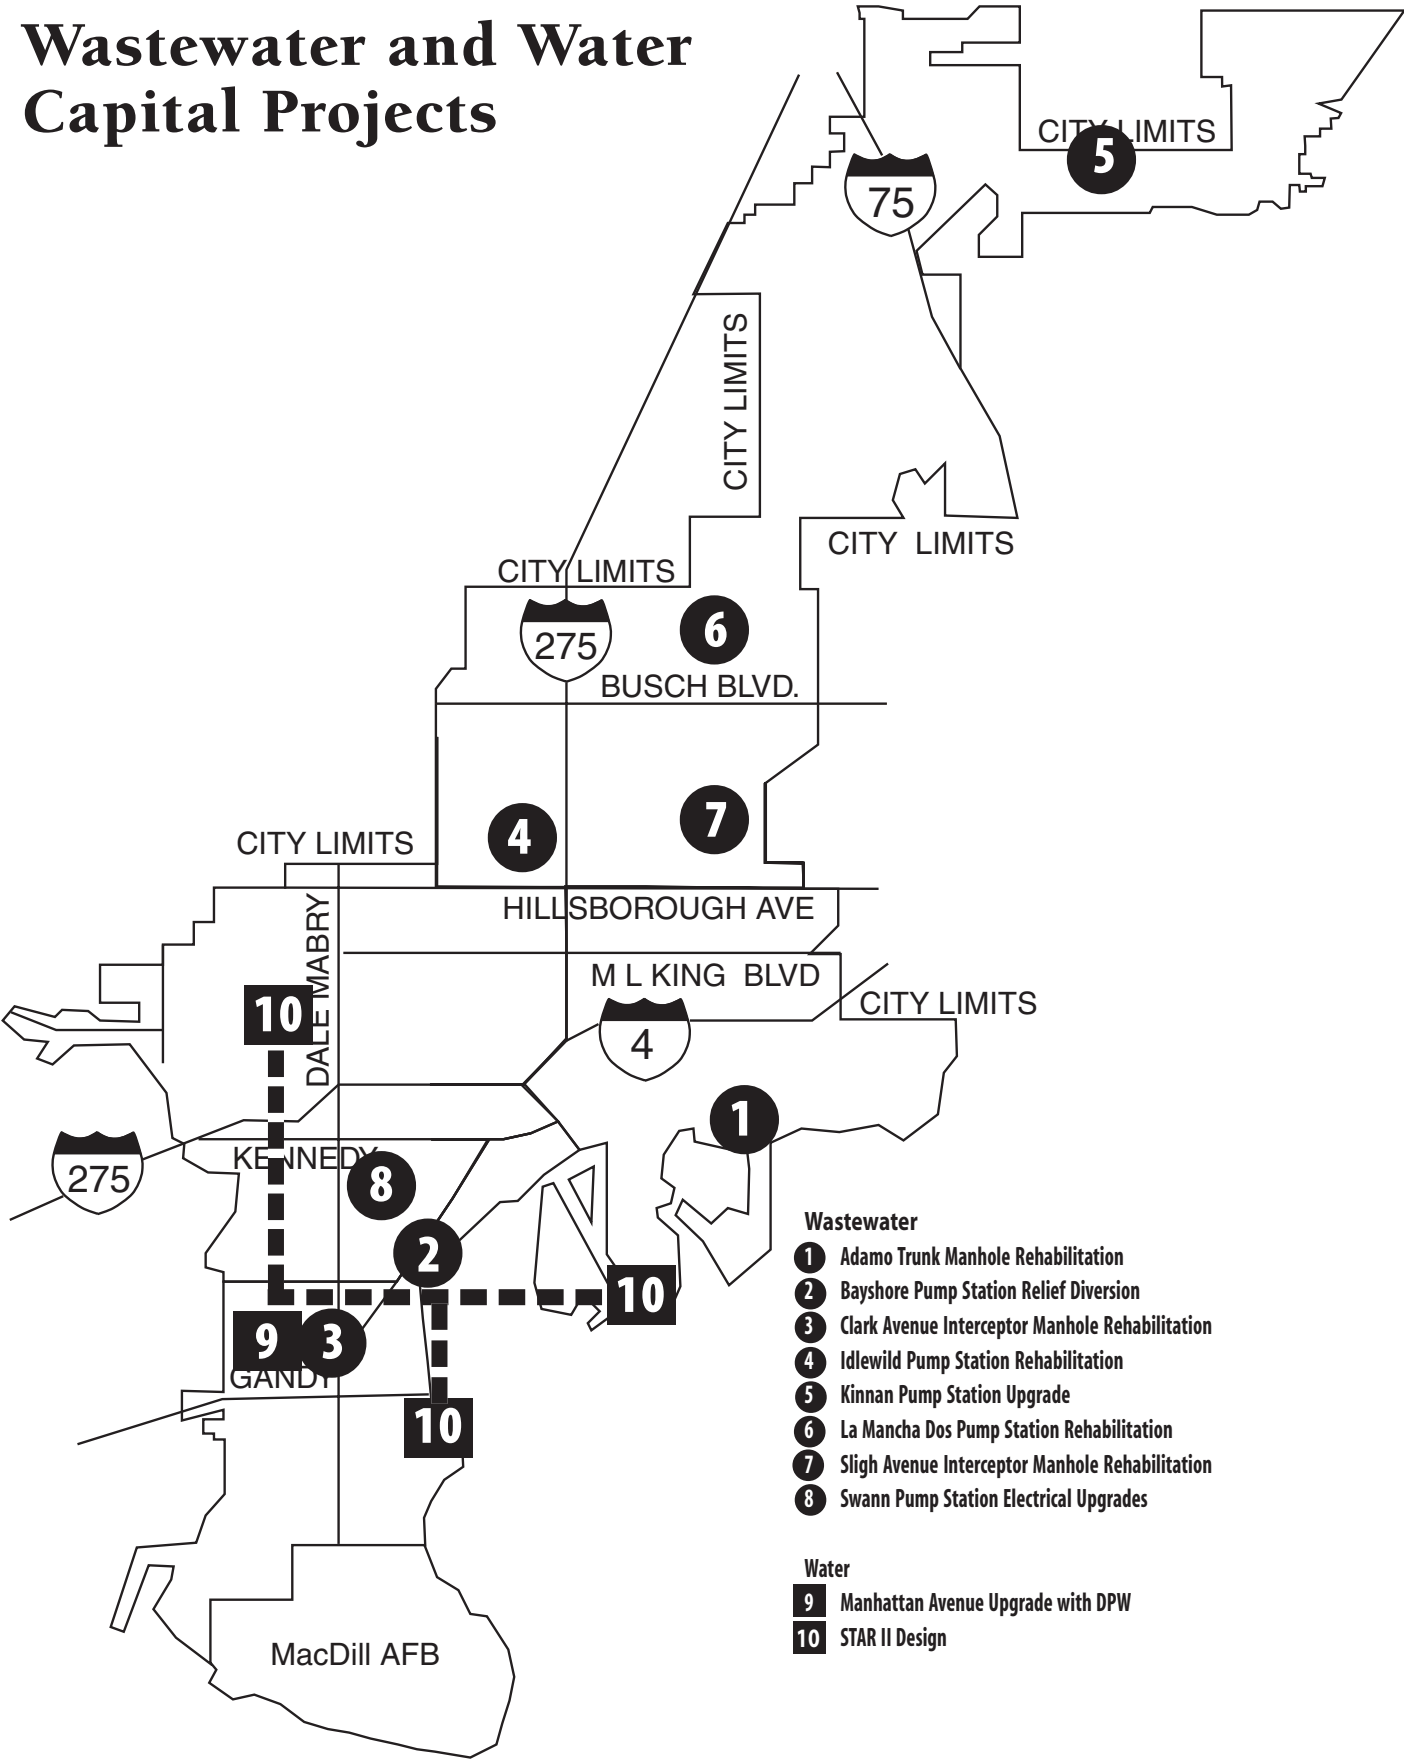 Wastewater and Water
Capital Projects
CITY LIMITS
5
75
CITY LIMITS
CITY LIMITS
CITY LIMITS
275
6
BUSCH BLVD.
4
7
CITY LIMITS
HILLSBOROUGH AVE
DALE MABRY
M L KING BLVD
10
CITY LIMITS
4
1
KENNEDY
275
8
2
10
9
3
GANDY
10
MacDill AFB
Wastewater
1 Adamo Trunk Manhole Rehabilitation
2 Bayshore Pump Station Relief Diversion
3 Clark Avenue Interceptor Manhole Rehabilitation
4 Idlewild Pump Station Rehabilitation
5 Kinnan Pump Station Upgrade
6 La Mancha Dos Pump Station Rehabilitation
7 Sligh Avenue Interceptor Manhole Rehabilitation
8 Swann Pump Station Electrical Upgrades
Water
9 Manhattan Avenue Upgrade with DPW
10 STAR II Design